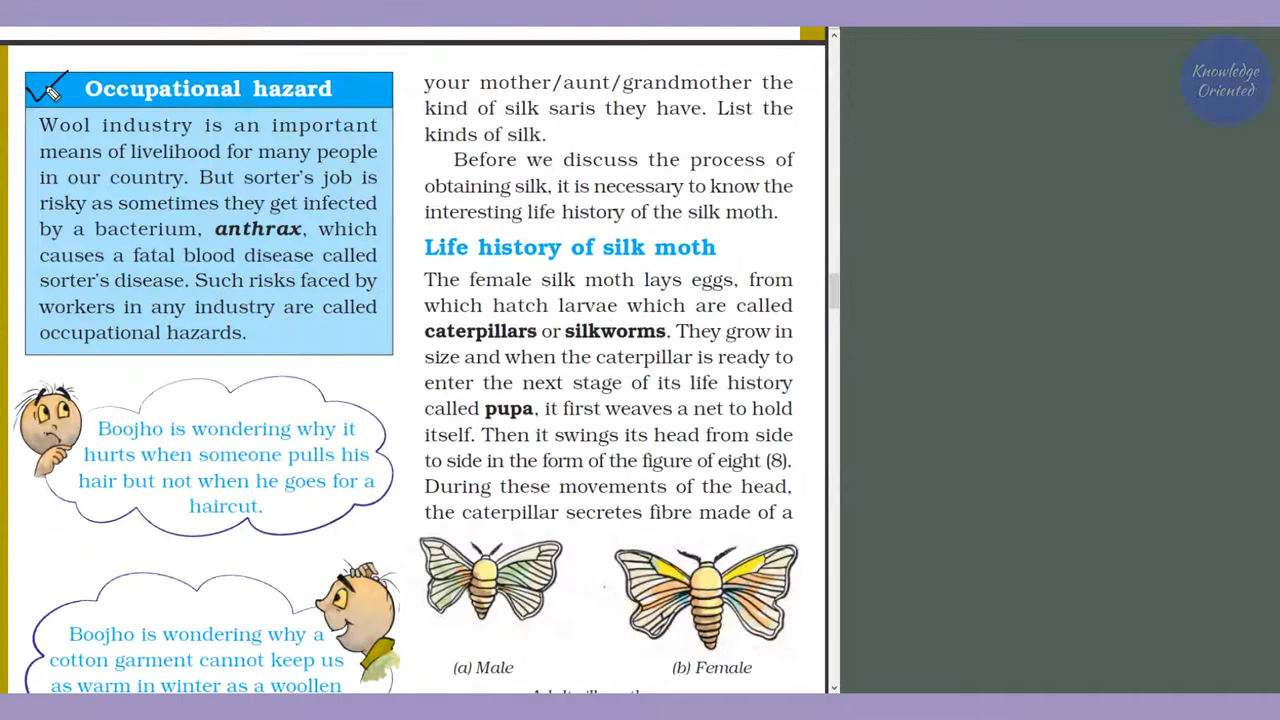 Occupational hazard
Wool industry is an important
means of livelihood for many people
in our country. But sorter's job is
risky as sometimes they get infected
by a bacterium, anthrax, which
causes a fatal blood disease called
sorter's disease. Such risks faced by
workers in any industry are called
occupational hazards.
Boojho is wondering why it
hurts when someone pulls his
hair but not when he goes for a
haircut.
Boojho is wondering why a
cotton garment cannot keep us
as warm in winter as a woollen
your mother/aunt/grandmother the
kind of silk saris they have. List the
kinds of silk.
Before we discuss the process of
obtaining silk, it is necessary to know the
interesting life history of the silk moth.
Life history of silk moth
The female silk moth lays eggs, from
which hatch larvae which are called
caterpillars or silkworms. They grow in
size and when the caterpillar is ready to
enter the next stage of its life history
called pupa, it first weaves a net to hold
itself. Then it swings its head from side
to side in the form of the figure of eight (8).
During these movements of the head,
the caterpillar secretes fibre made of a
(a) Male
(b) Female
Knowledge
Oriented